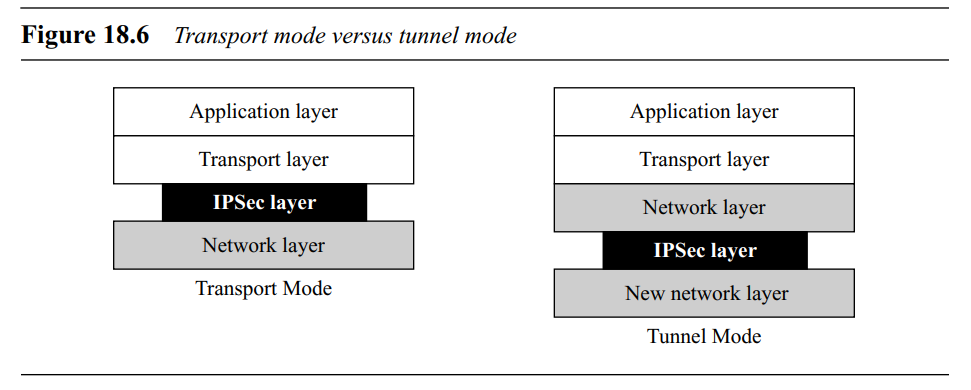 Figure 18.6 Transport mode versus tunnel mode
Application layer
Transport layer
IPSec layer
Network layer
Transport Mode
Application layer
Transport layer
Network layer
IPSec layer
New network layer
Tunnel Mode